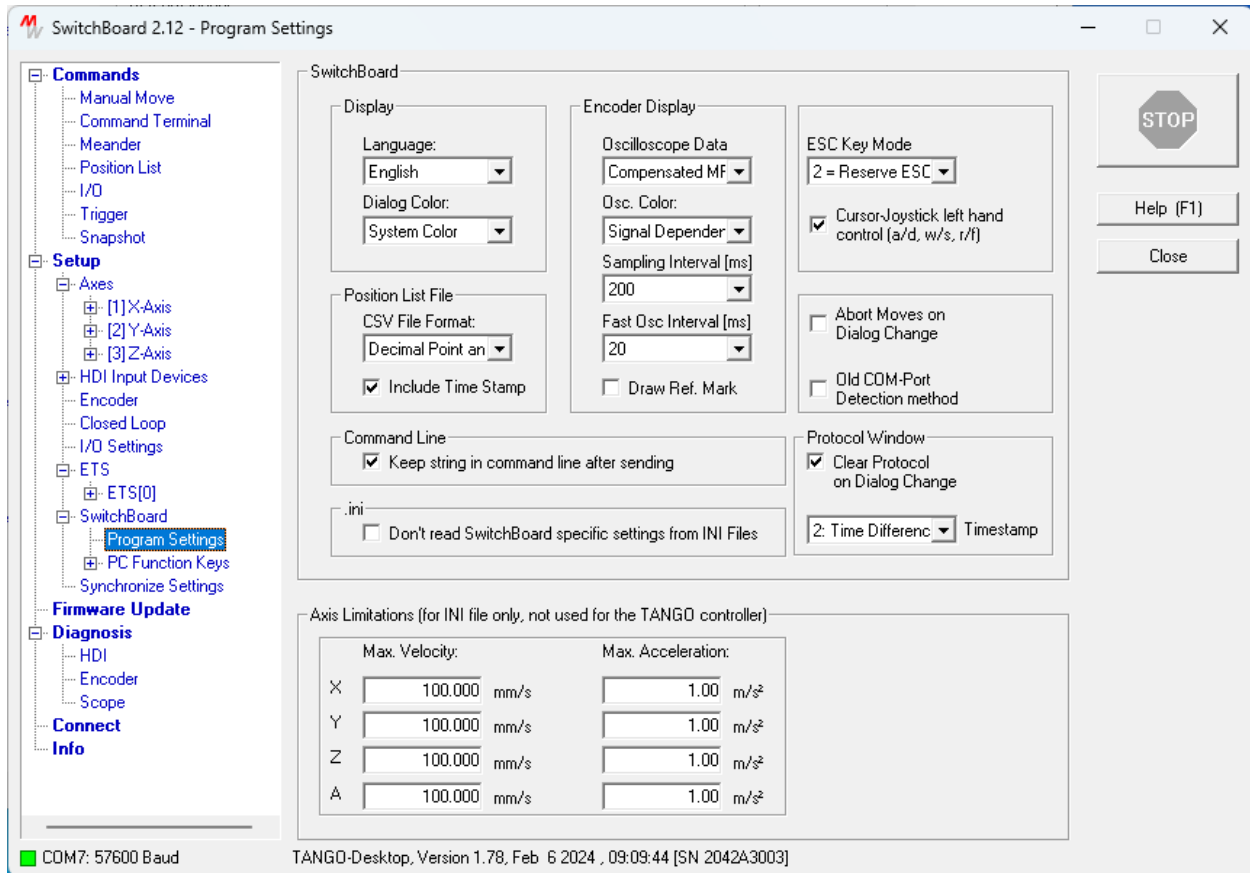 SwitchBoard 2.12 - Program Settings
Commands
Manual Move
Command Terminal
Meander
Position List
I/O
Trigger
Snapshot
Setup
Axes
[1] X-Axis
[2] Y-Axis
[3] Z-Axis
HDI Input Devices
Encoder
Closed Loop
I/O Settings
ETS
ETS[0]
SwitchBoard
Program Settings
PC Function Keys
Synchronize Settings
Firmware Update
Diagnosis
HDI
Encoder
Scope
Connect
Info
SwitchBoard
Display
Language:
English
Dialog Color:
System Color
Position List File
CSV File Format:
Decimal Point an
Include Time Stamp
Encoder Display
Oscilloscope Data
Compensated MF
Osc. Color:
Signal Depender
Sampling Interval [ms]
200
Fast Osc Interval [ms]
20
Draw Ref. Mark
ESC Key Mode
2 = Reserve ESC
Cursor-Joystick left hand
control (a/d, w/s, r/f)
Abort Moves on
Dialog Change
Old COM-Port
Detection method
Command Line
Keep string in command line after sending
.ini
Don't read SwitchBoard specific settings from INI Files
Protocol Window
Clear Protocol
on Dialog Change
2: Time Differenc Timestamp
Axis Limitations (for INI file only, not used for the TANGO controller)
Max. Velocity: Max. Acceleration:
X 100.000 mm/s 1.00 m/s²
Y 100.000 mm/s 1.00 m/s²
Z 100.000 mm/s 1.00 m/s²
A 100.000 mm/s 1.00 m/s²
STOP
Help (F1)
Close
COM7: 57600 Baud
TANGO-Desktop, Version 1.78, Feb 6 2024 , 09:09:44 [SN 2042A3003]